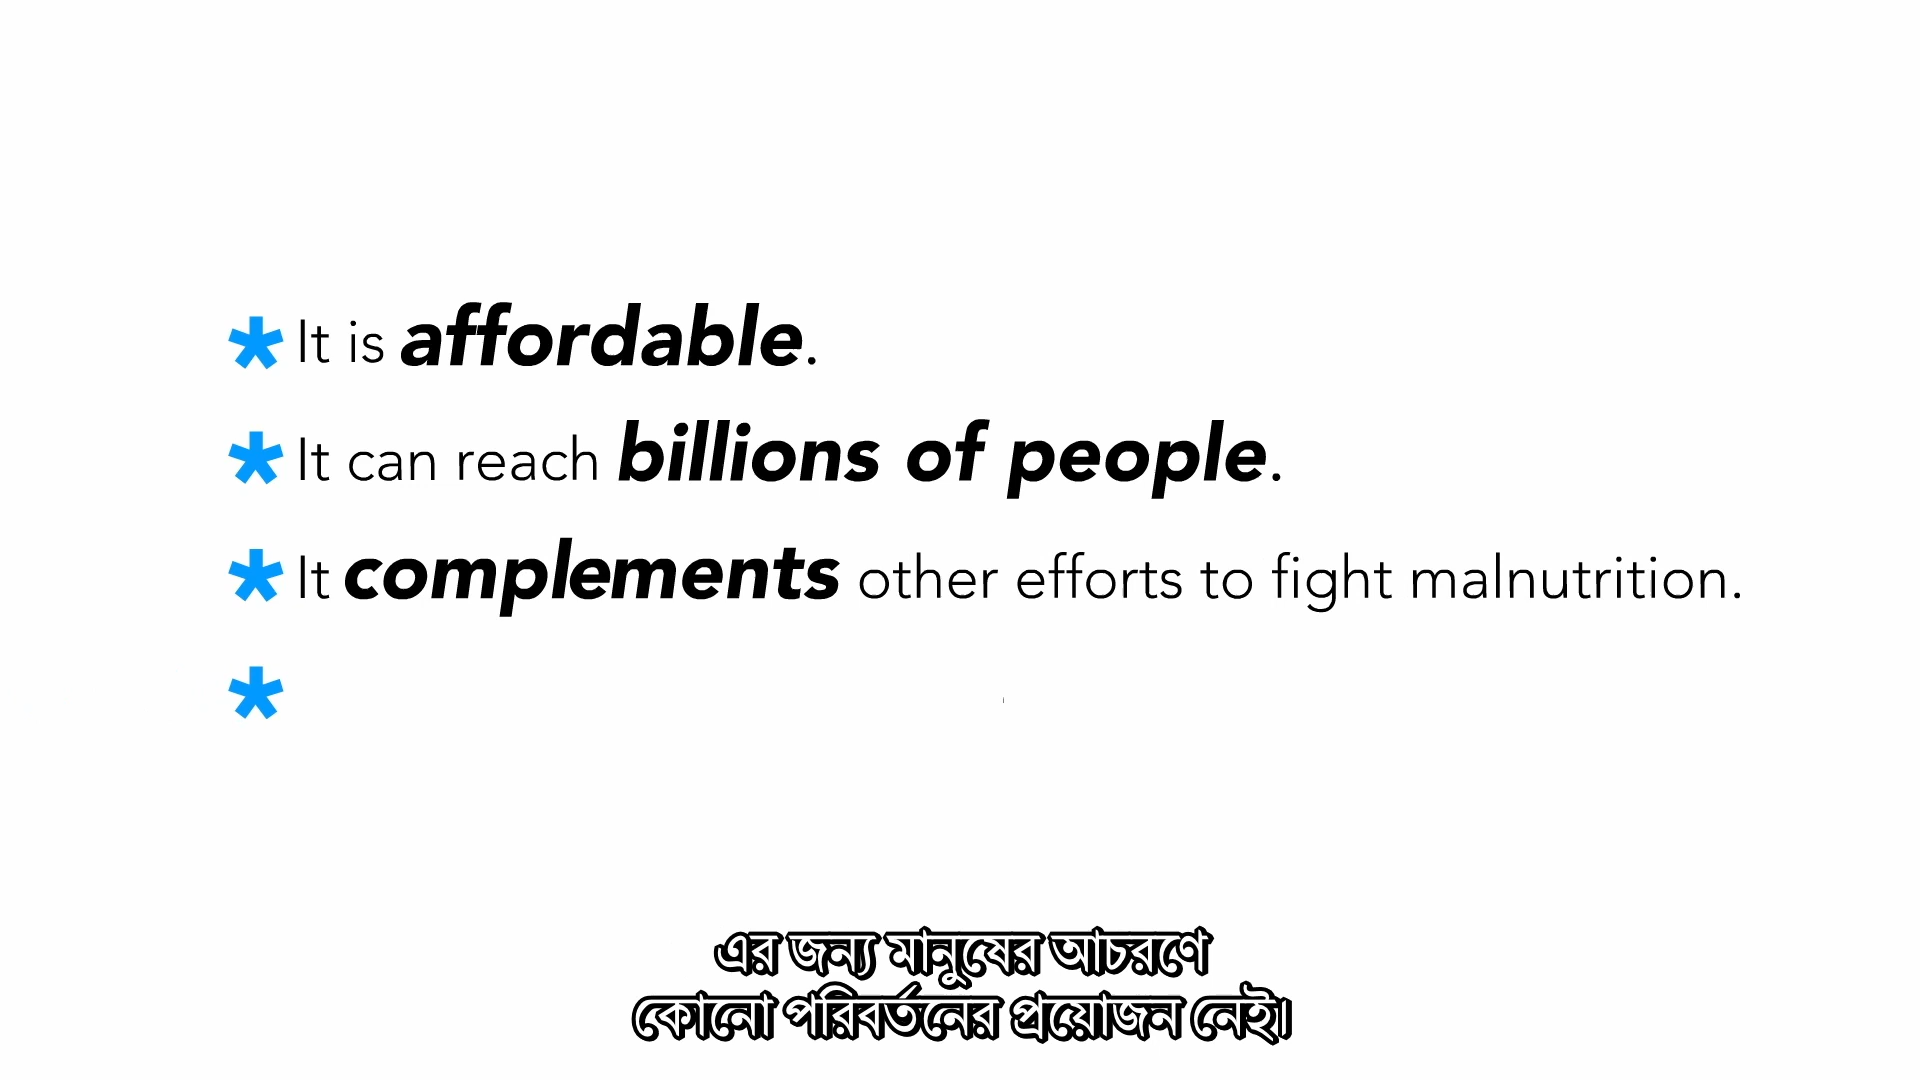 * It is affordable.
* It can reach billions of people.
* It complements other efforts to fight malnutrition.
*
এর জন্য মানুষের আচরণে
কোনো পরিবর্তনের প্রয়োজন নেই।